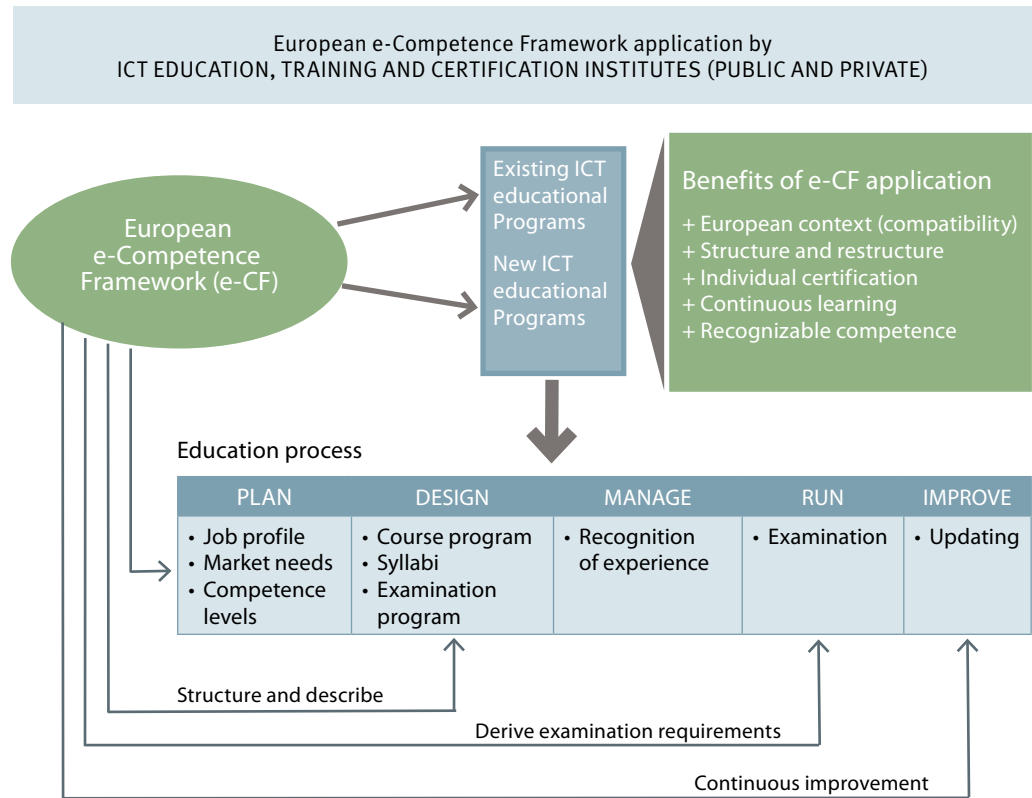 European e-Competence Framework application by
ICT EDUCATION, TRAINING AND CERTIFICATION INSTITUTES (PUBLIC AND PRIVATE)
European
e-Competence
Framework (e-CF)
Existing ICT
educational
Programs
New ICT
educational
Programs
Benefits of e-CF application
+ European context (compatibility)
+ Structure and restructure
+ Individual certification
+ Continuous learning
+ Recognizable competence
Education process
PLAN
• Job profile
• Market needs
• Competence
levels
DESIGN
• Course program
• Syllabi
• Examination
program
MANAGE
• Recognition
of experience
RUN
• Examination
IMPROVE
• Updating
Structure and describe
Derive examination requirements
Continuous improvement